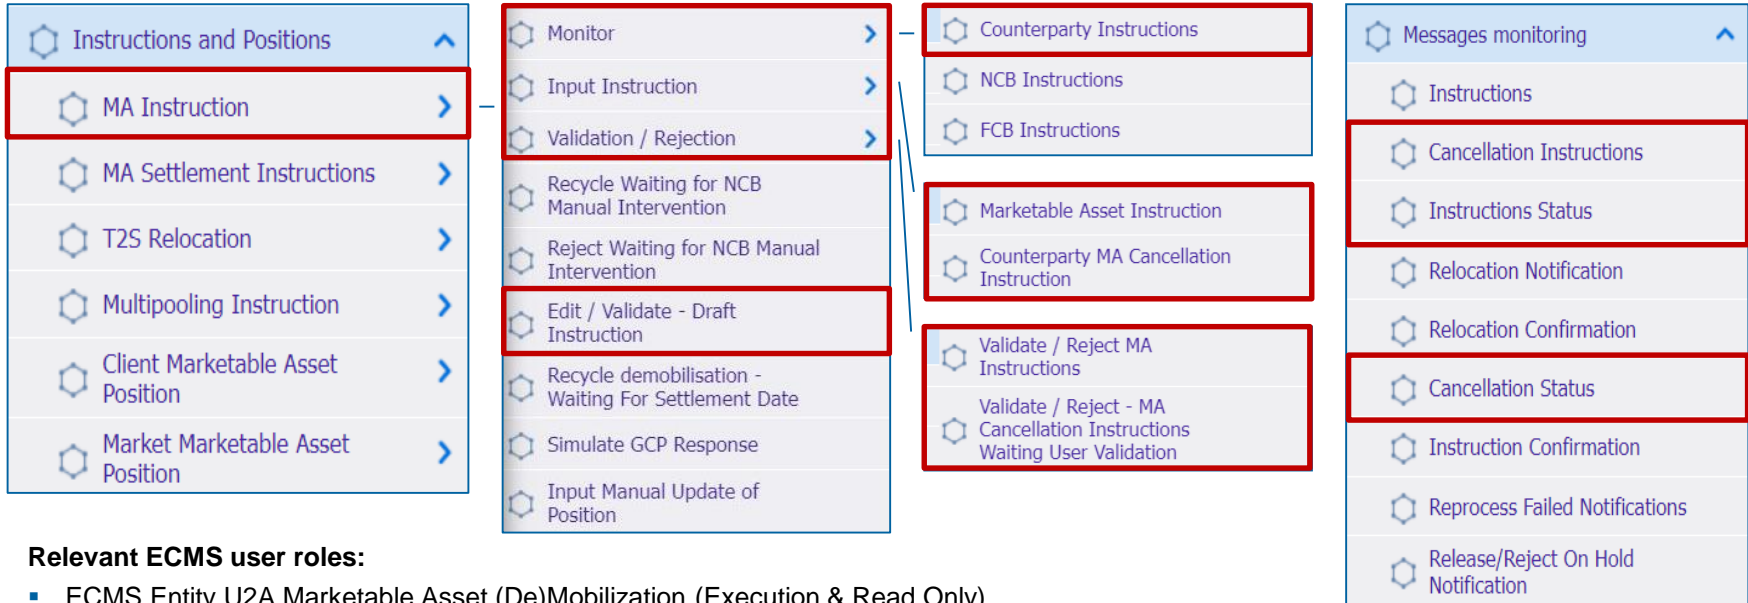 Instructions and Positions
MA Instruction
MA Settlement Instructions
T2S Relocation
Multipooling Instruction
Client Marketable Asset
Position
Market Marketable Asset
Position
Monitor
Input Instruction
Validation / Rejection
Recycle Waiting for NCB
Manual Intervention
Reject Waiting for NCB Manual
Intervention
Edit / Validate - Draft
Instruction
Recycle demobilisation -
Waiting For Settlement Date
Simulate GCP Response
Input Manual Update of
Position
Counterparty Instructions
NCB Instructions
FCB Instructions
Marketable Asset Instruction
Counterparty MA Cancellation
Instruction
Validate / Reject MA
Instructions
Validate / Reject - MA
Cancellation Instructions
Waiting User Validation
Messages monitoring
Instructions
Cancellation Instructions
Instructions Status
Relocation Notification
Relocation Confirmation
Cancellation Status
Instruction Confirmation
Reprocess Failed Notifications
Release/Reject On Hold
Notification
Relevant ECMS user roles:
▪ ECMS Entity U2A Marketable Asset (De)Mobilization (Execution & Read Only)